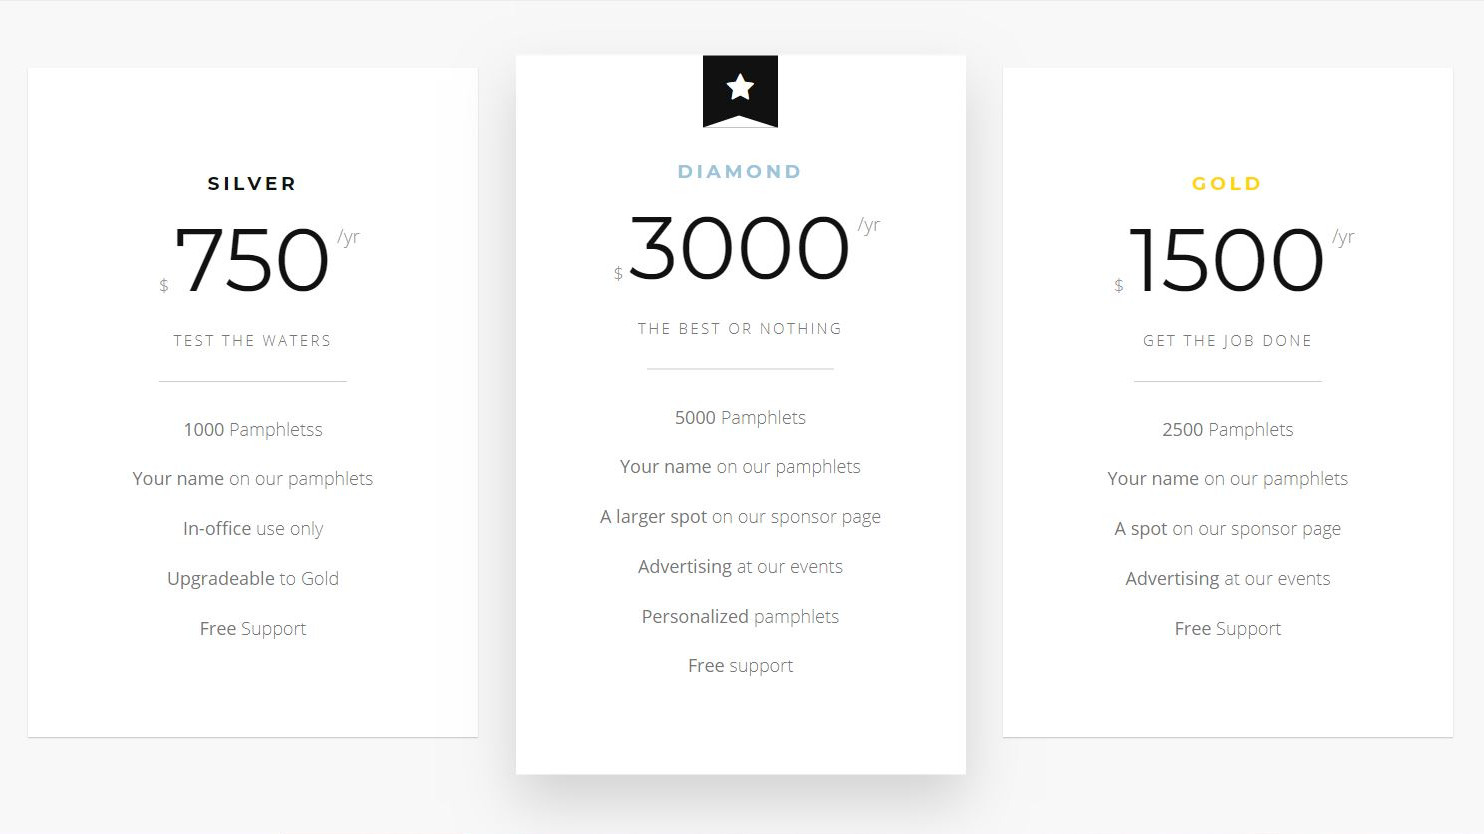 SILVER
$750/yr
TEST THE WATERS
1000 Pamphletss
Your name on our pamphlets
In-office use only
Upgradeable to Gold
Free Support
DIAMOND
$3000/yr
THE BEST OR NOTHING
5000 Pamphlets
Your name on our pamphlets
A larger spot on our sponsor page
Advertising at our events
Personalized pamphlets
Free support
GOLD
$1500/yr
GET THE JOB DONE
2500 Pamphlets
Your name on our pamphlets
A spot on our sponsor page
Advertising at our events
Free Support